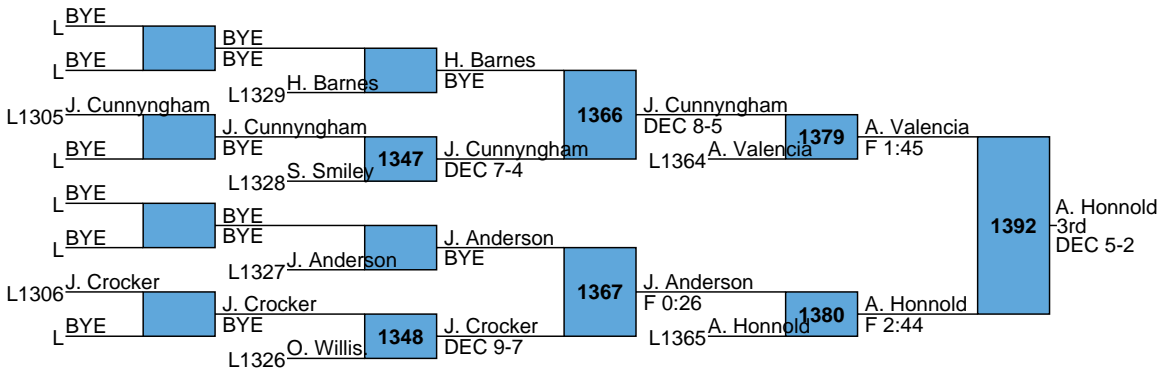 BYE
L
BYE
BYE
BYE
L
H. Barnes
H. Barnes
BYE
L1329
J. Cunnyngham
L1305
1366
J. Cunnyngham
DEC 8-5
J. Cunnyngham
BYE
BYE
L
1347
J. Cunnyngham
DEC 7-4
S. Smiley
L1328
A. Valencia
L1364
1379
A. Valencia
F 1:45
BYE
L
BYE
BYE
BYE
L
J. Anderson
BYE
J. Anderson
L1327
1392
A. Honnold
3rd
DEC 5-2
J. Crocker
L1306
1367
J. Anderson
F 0:26
J. Crocker
BYE
BYE
L
1348
J. Crocker
DEC 9-7
O. Willis.
L1326
A. Honnold
L1365
1380
A. Honnold
F 2:44